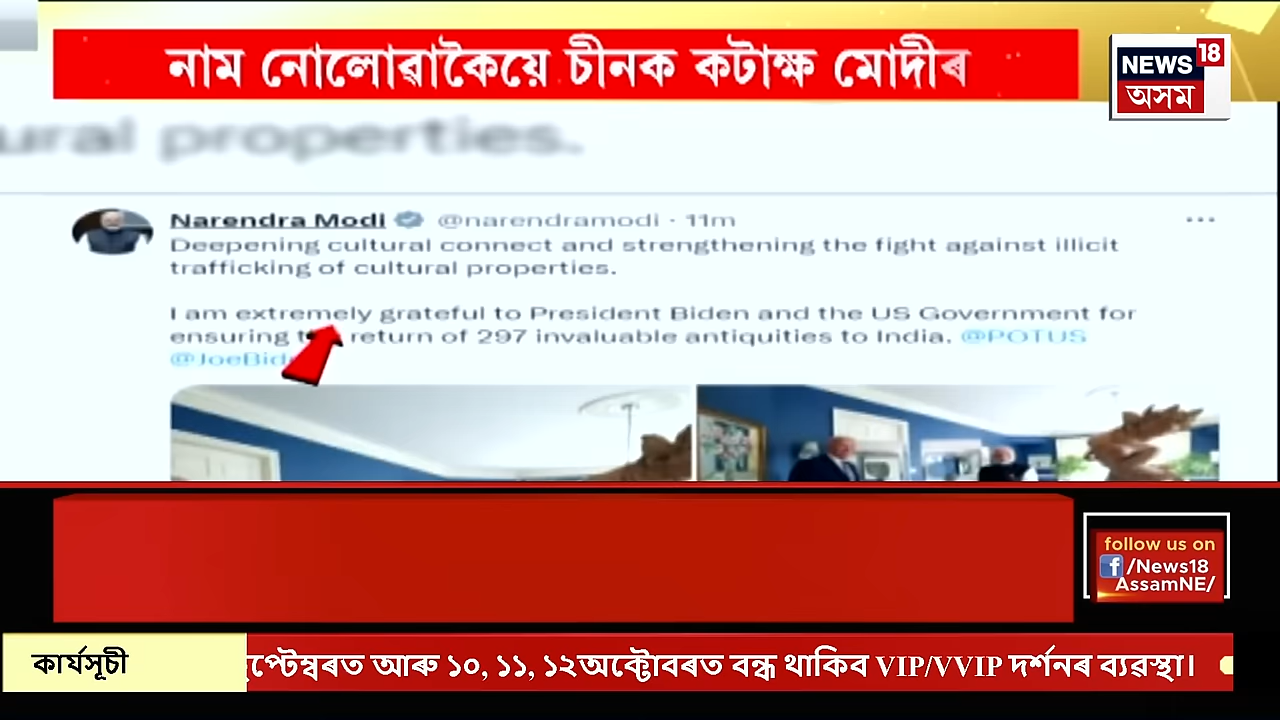 নাম নোলোৱাকৈয়ে চীনক কটাক্ষ মোদীৰ
NEWS 18
অসম
ural properties.
Narendra Modi @narendramodi · 11m
Deepening cultural connect and strengthening the fight against illicit
trafficking of cultural properties.
I am extremely grateful to President Biden and the US Government for
ensuring return of 297 invaluable antiquities to India. @POTUS
follow us on
/News18
AssamNE/
কাৰ্যসূচী
আৰু ১০, ১১, ১২অক্টোবৰত বন্ধ থাকিব VIP/VVIP দৰ্শনৰ ব্যৱস্থা।